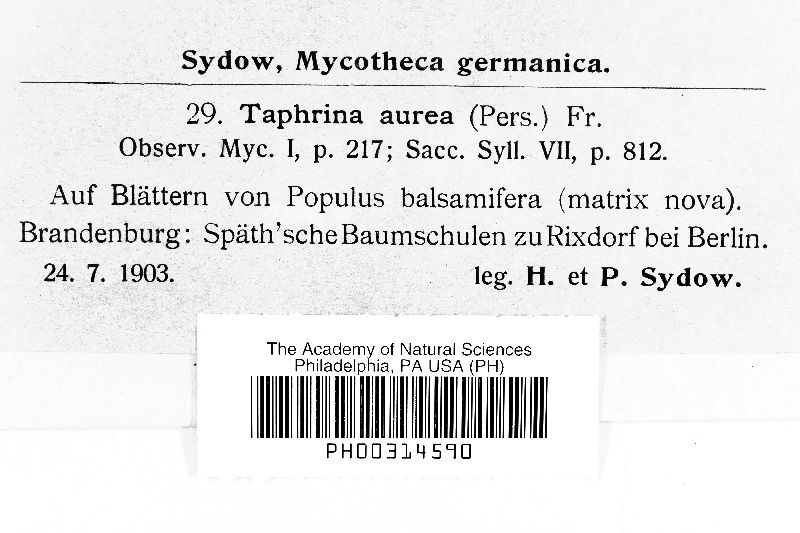 Sydow, Mycotheca germanica.
29. Taphrina aurea (Pers.) Fr.
Observ. Myc. I, p. 217; Sacc. Syll. VII, p. 812.
Auf Blättern von Populus balsamifera (matrix nova).
Brandenburg: Späth'sche Baumschulen zu Rixdorf bei Berlin.
24. 7. 1903. leg. H. et P. Sydow.
The Academy of Natural Sciences
Philadelphia, PA USA (PH)
PH00314590